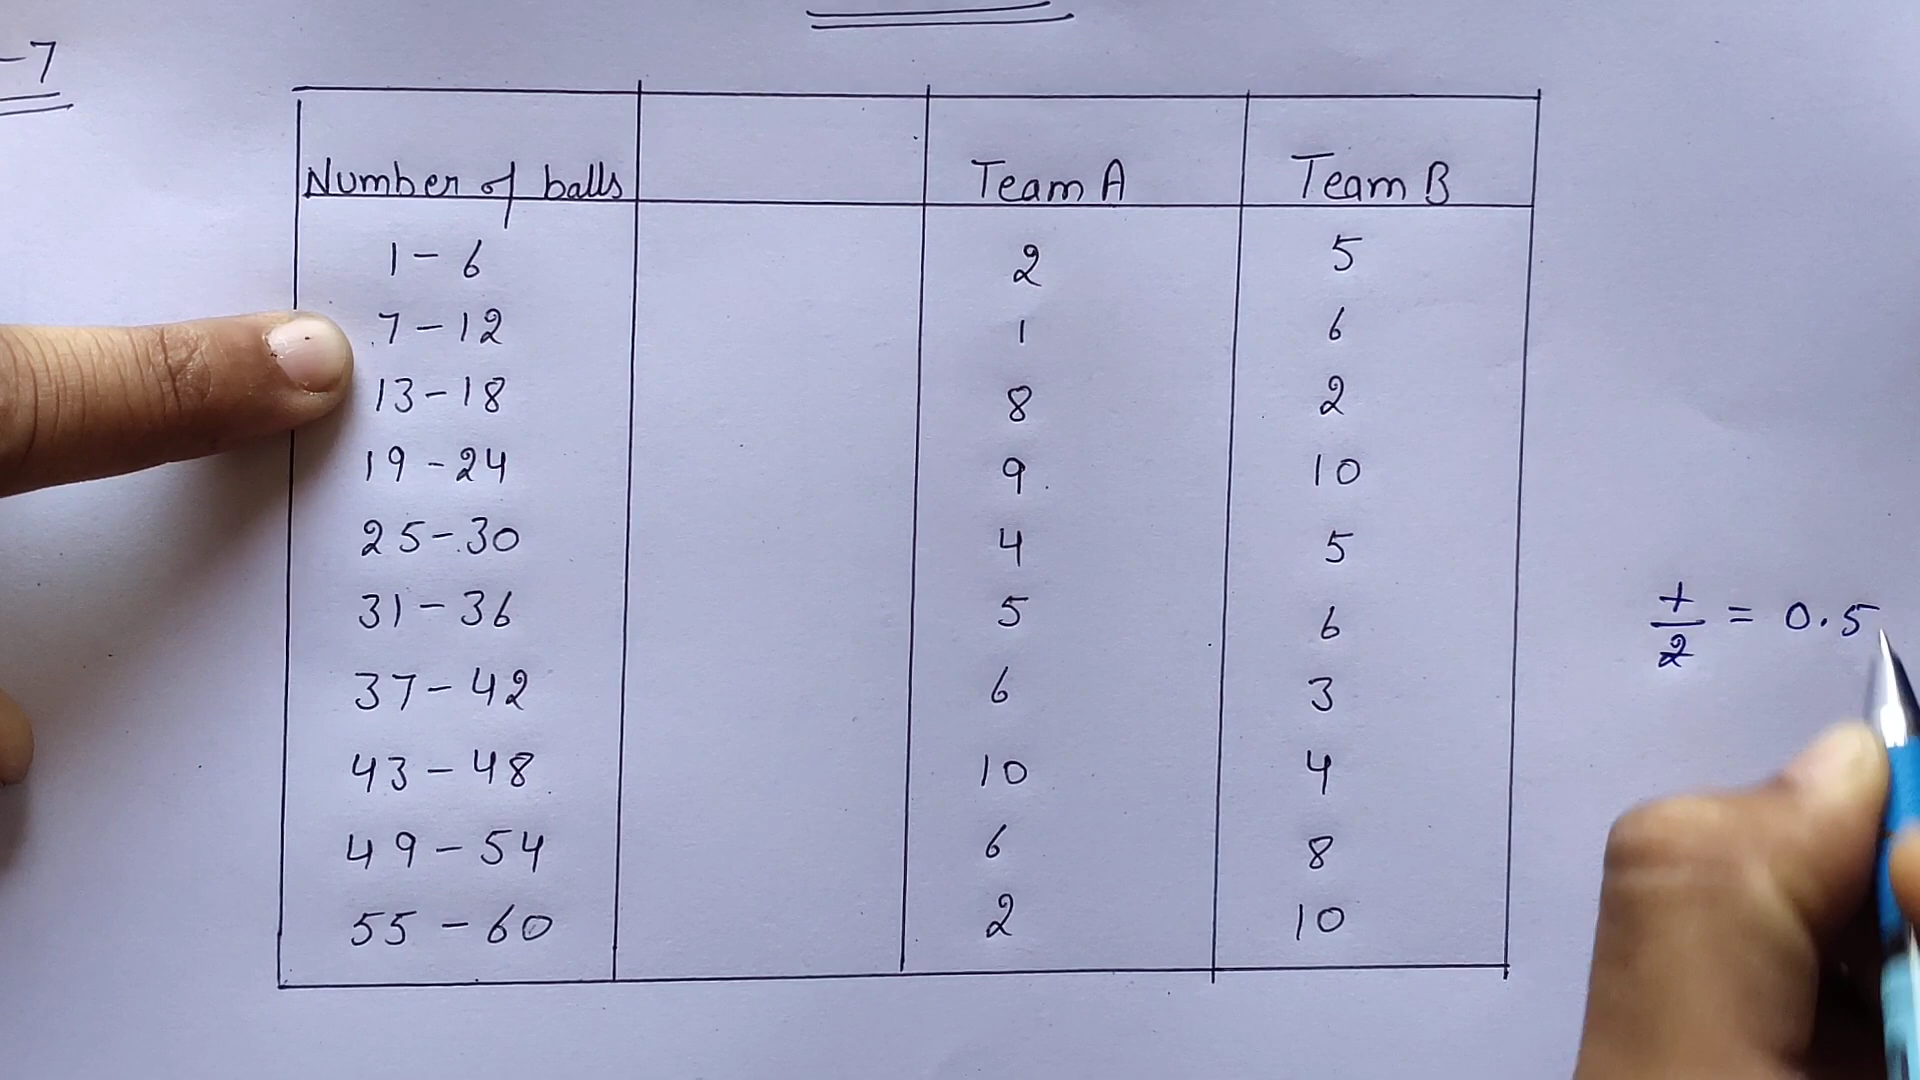 -7
Number of balls Team A Team B
1-6 2 5
7-12 1 6
13-18 8 2
19-24 9 10
25-30 4 5
31-36 5 6
37-42 6 3
43-48 10 4
49-54 6 8
55-60 2 10
1/2 = 0.5